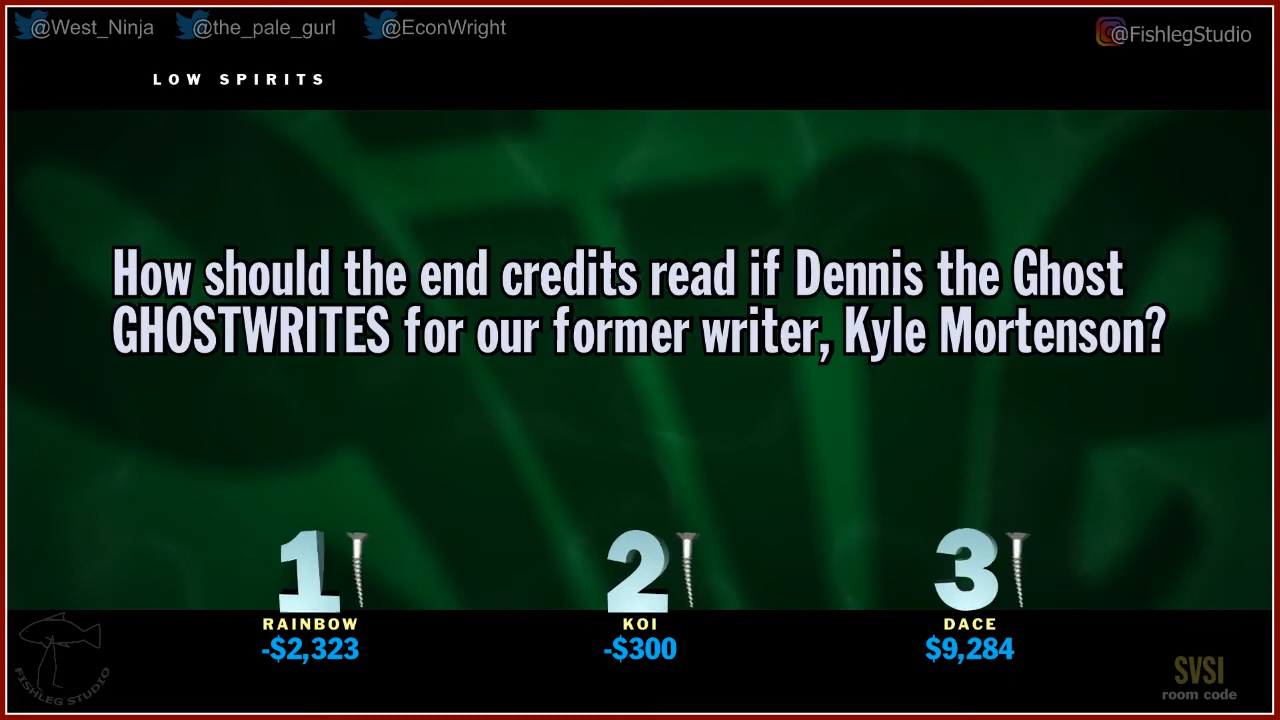 @West_Ninja @the_pale_gurl @EconWright
@FishlegStudio
LOW SPIRITS
How should the end credits read if Dennis the Ghost
GHOSTWRITES for our former writer, Kyle Mortenson?
1 2 3
RAINBOW KOI DACE
-$2,323 -$300 $9,284
FISHLEG STUDIO
SVSI
room code